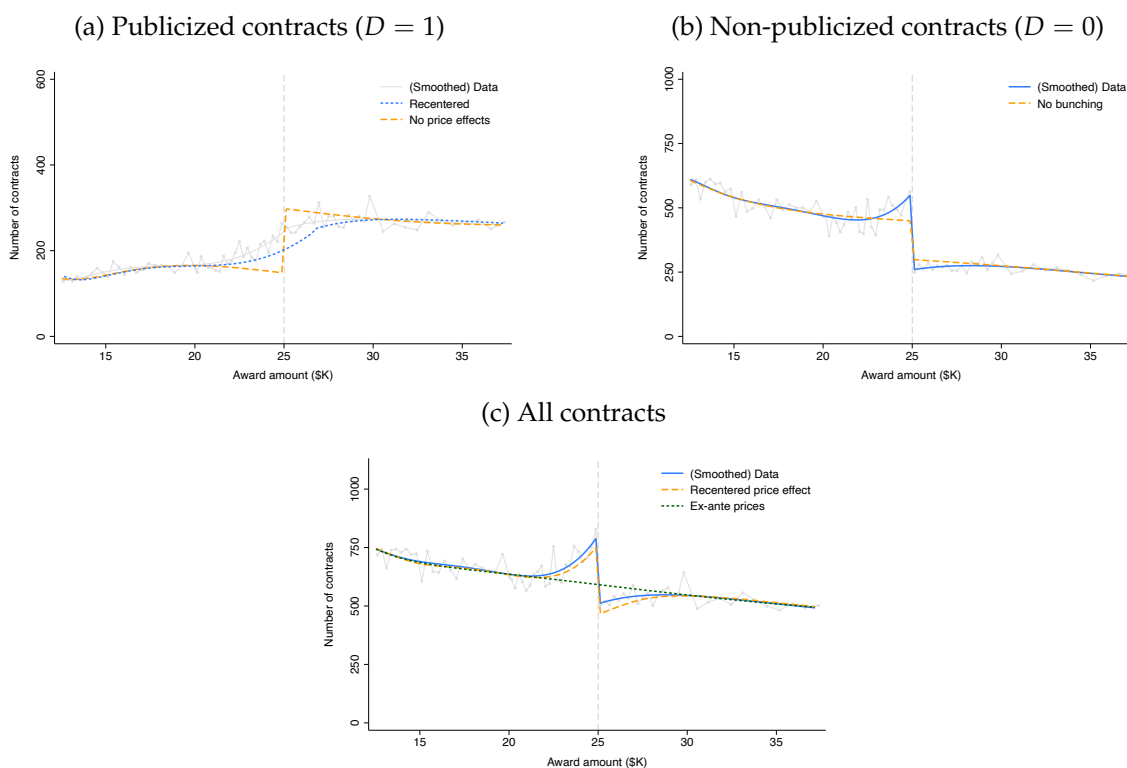 (a) Publicized contracts (D = 1)
(Smoothed) Data
Recentered
No price effects
Number of contracts
0 200 400 600
15 20 25 30 35
Award amount ($K)
(b) Non-publicized contracts (D = 0)
(Smoothed) Data
No bunching
Number of contracts
0 250 500 750 1000
15 20 25 30 35
Award amount ($K)
(c) All contracts
(Smoothed) Data
Recentered price effect
Ex-ante prices
Number of contracts
0 250 500 750 1000
15 20 25 30 35
Award amount ($K)